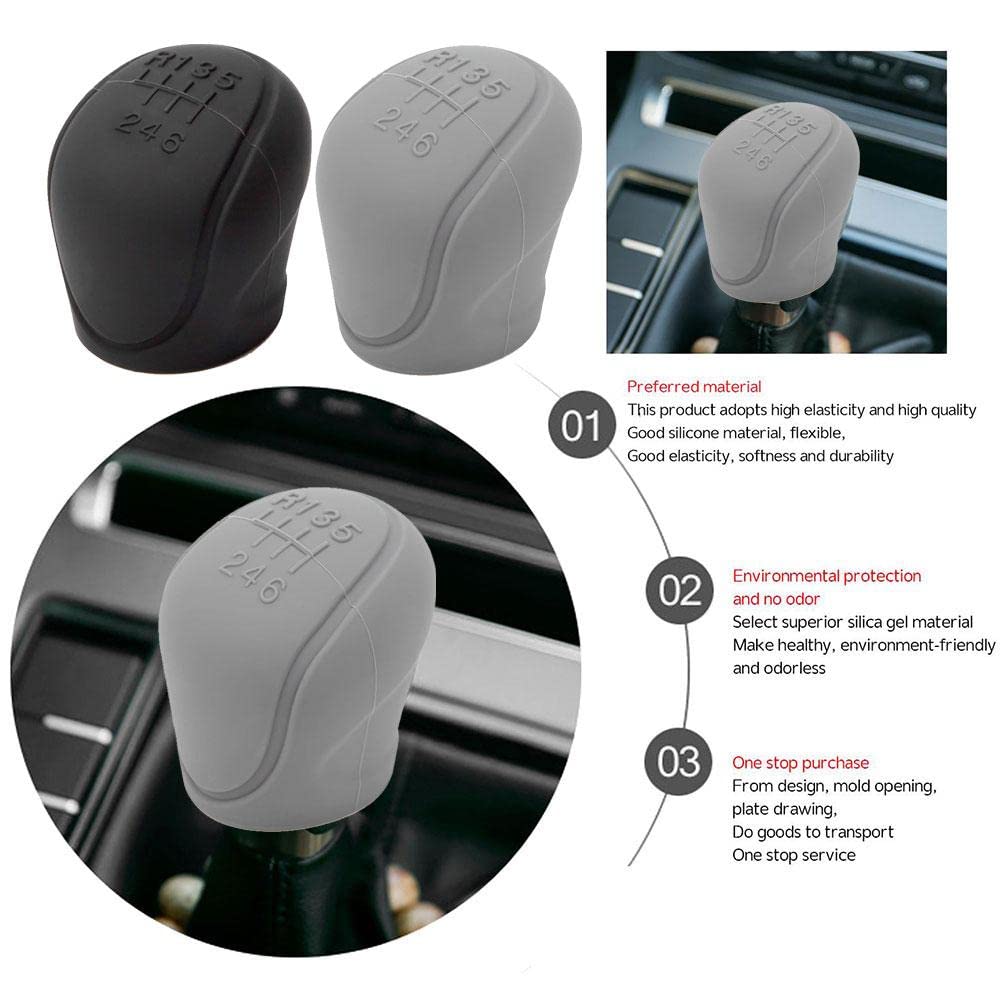 R135
246
R135
246
R135
246
R135
246
01
Preferred material
This product adopts high elasticity and high quality
Good silicone material, flexible,
Good elasticity, softness and durability
02
Environmental protection
and no odor
Select superior silica gel material
Make healthy, environment-friendly
and odorless
03
One stop purchase
From design, mold opening,
plate drawing,
Do goods to transport
One stop service